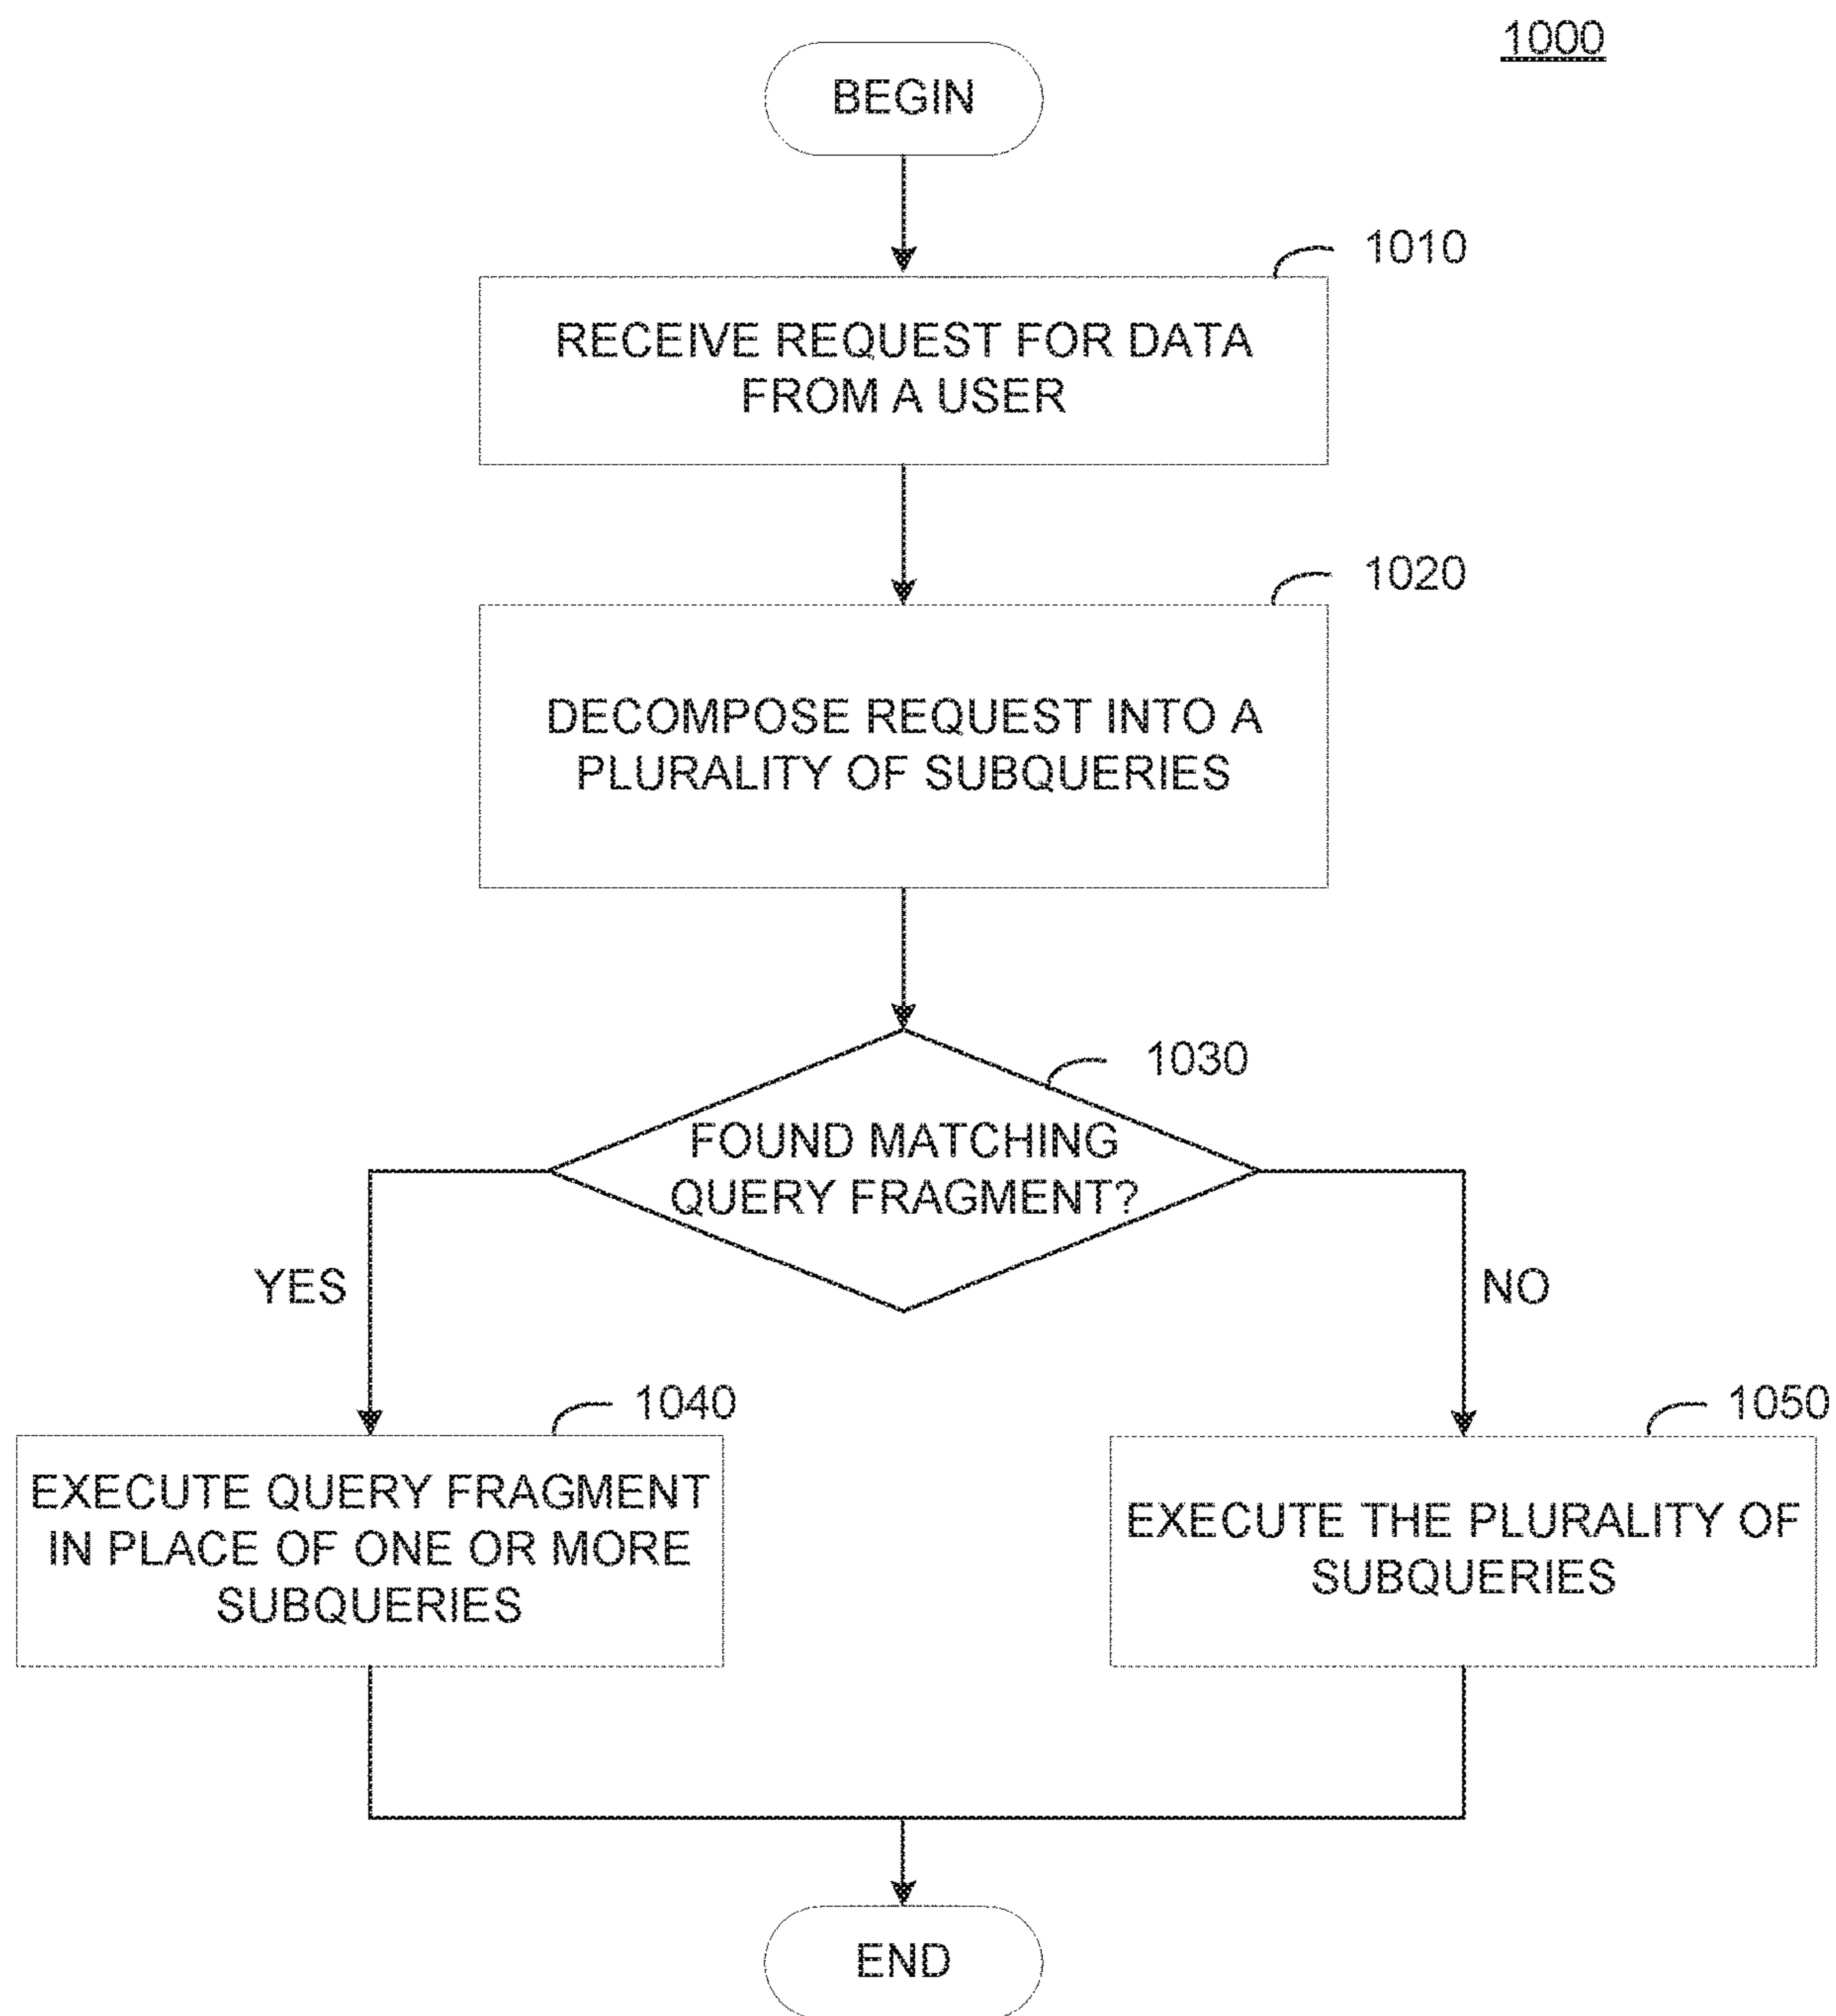 1000
BEGIN
1010
RECEIVE REQUEST FOR DATA
FROM A USER
1020
DECOMPOSE REQUEST INTO A
PLURALITY OF SUBQUERIES
1030
FOUND MATCHING
QUERY FRAGMENT?
YES
NO
1040
EXECUTE QUERY FRAGMENT
IN PLACE OF ONE OR MORE
SUBQUERIES
1050
EXECUTE THE PLURALITY OF
SUBQUERIES
END